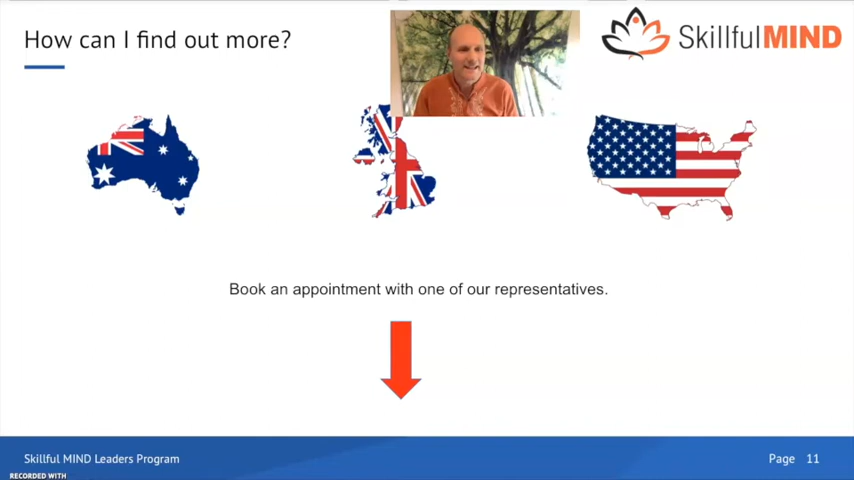 How can I find out more?
SkillfulMIND
Book an appointment with one of our representatives.
Skillful MIND Leaders Program
Page 11
RECORDED WITH